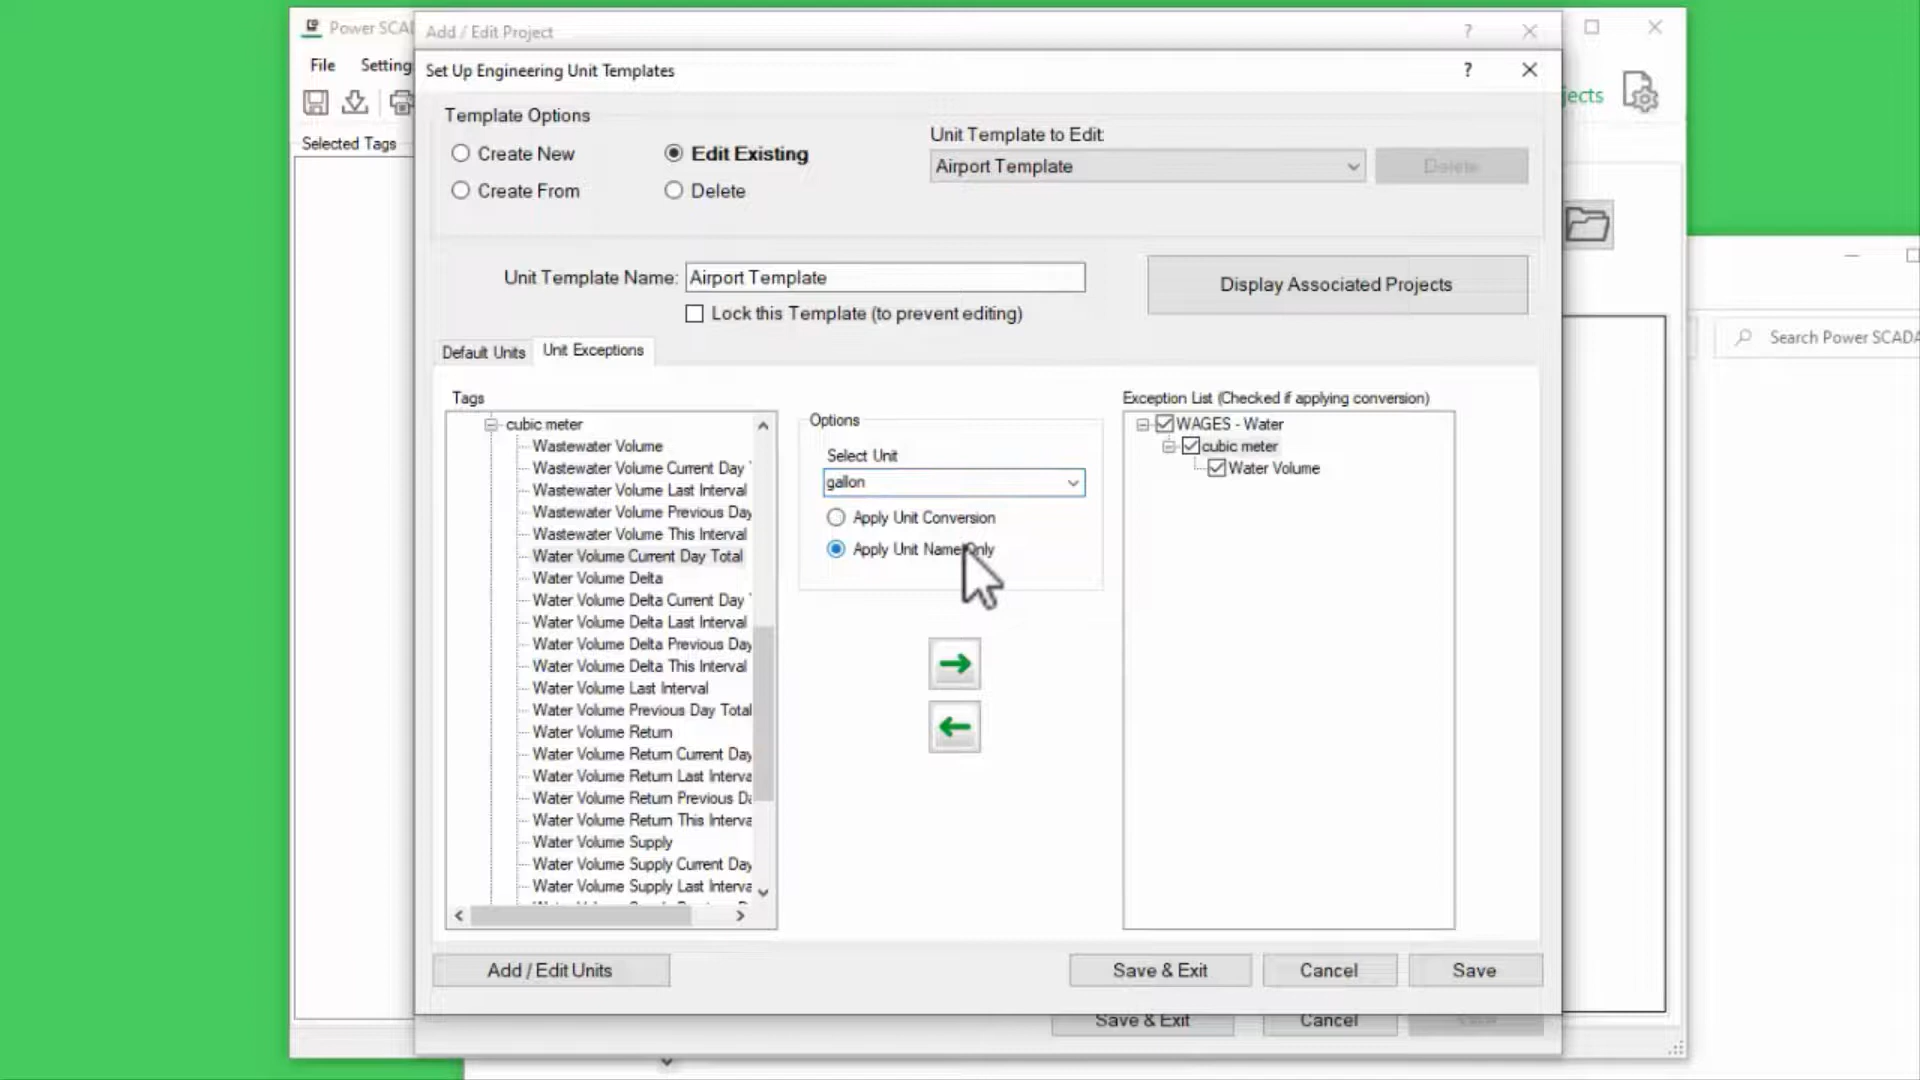 Power SCA
Add / Edit Project
?
File
Setting
jects
Selected Tags
Set Up Engineering Unit Templates
?
Template Options
Create New
Edit Existing
Create From
Delete
Unit Template to Edit:
Airport Template
Delete
Unit Template Name:
Airport Template
Lock this Template (to prevent editing)
Display Associated Projects
Search Power SCADA
Default Units
Unit Exceptions
Tags
cubic meter
Wastewater Volume
Wastewater Volume Current Day
Wastewater Volume Last Interval
Wastewater Volume Previous Day
Wastewater Volume This Interval
Water Volume Current Day Total
Water Volume Delta
Water Volume Delta Current Day
Water Volume Delta Last Interval
Water Volume Delta Previous Day
Water Volume Delta This Interval
Water Volume Last Interval
Water Volume Previous Day Total
Water Volume Return
Water Volume Return Current Day
Water Volume Return Last Interva
Water Volume Return Previous Da
Water Volume Return This Interva
Water Volume Supply
Water Volume Supply Current Day
Water Volume Supply Last Interva
Options
Select Unit
gallon
Apply Unit Conversion
Apply Unit Name Only
Exception List (Checked if applying conversion)
WAGES - Water
cubic meter
Water Volume
Add / Edit Units
Save & Exit
Cancel
Save
Save & Exit
Cancel